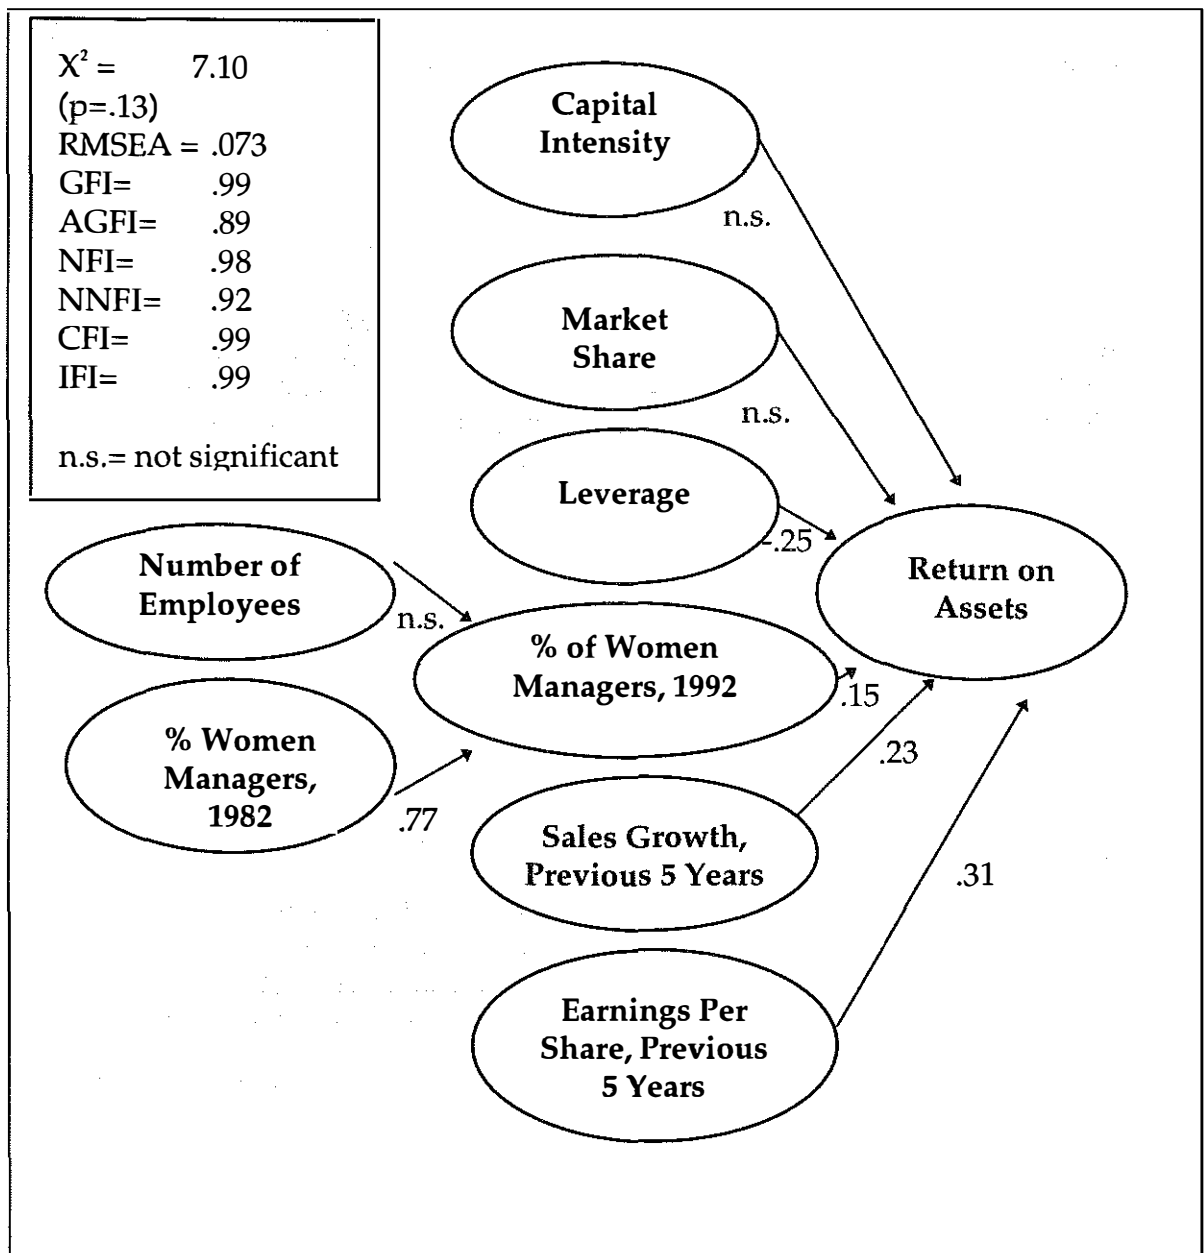 X² = 7.10
(p=.13)
RMSEA = .073
GFI= .99
AGFI= .89
NFI= .98
NNFI= .92
CFI= .99
IFI= .99
n.s.= not significant
Capital
Intensity
n.s.
Market
Share
n.s.
Leverage
-.25
Number of
Employees
n.s.
Return on
Assets
% of Women
Managers, 1992
.15
% Women
Managers,
1982
.77
.23
Sales Growth,
Previous 5 Years
.31
Earnings Per
Share, Previous
5 Years